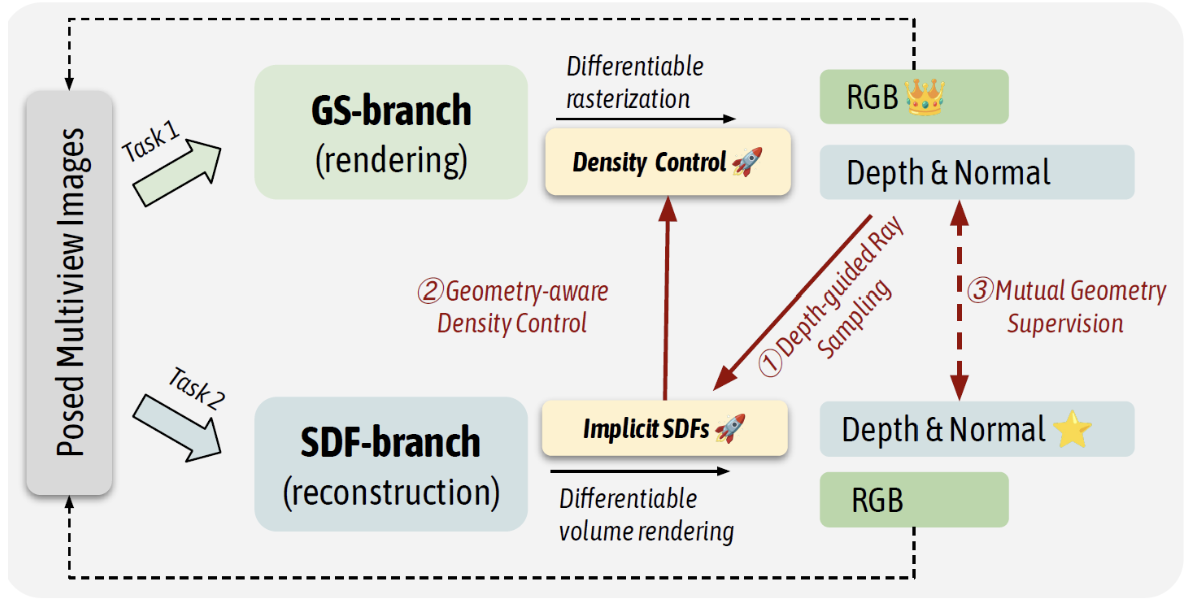 Posed Multiview Images
Task 1
GS-branch
(rendering)
Differentiable
rasterization
Density Control
RGB
Depth & Normal
②Geometry-aware
Density Control
①Depth-guided Ray
Sampling
③Mutual Geometry
Supervision
Task 2
SDF-branch
(reconstruction)
Implicit SDFs
Differentiable
volume rendering
Depth & Normal
RGB